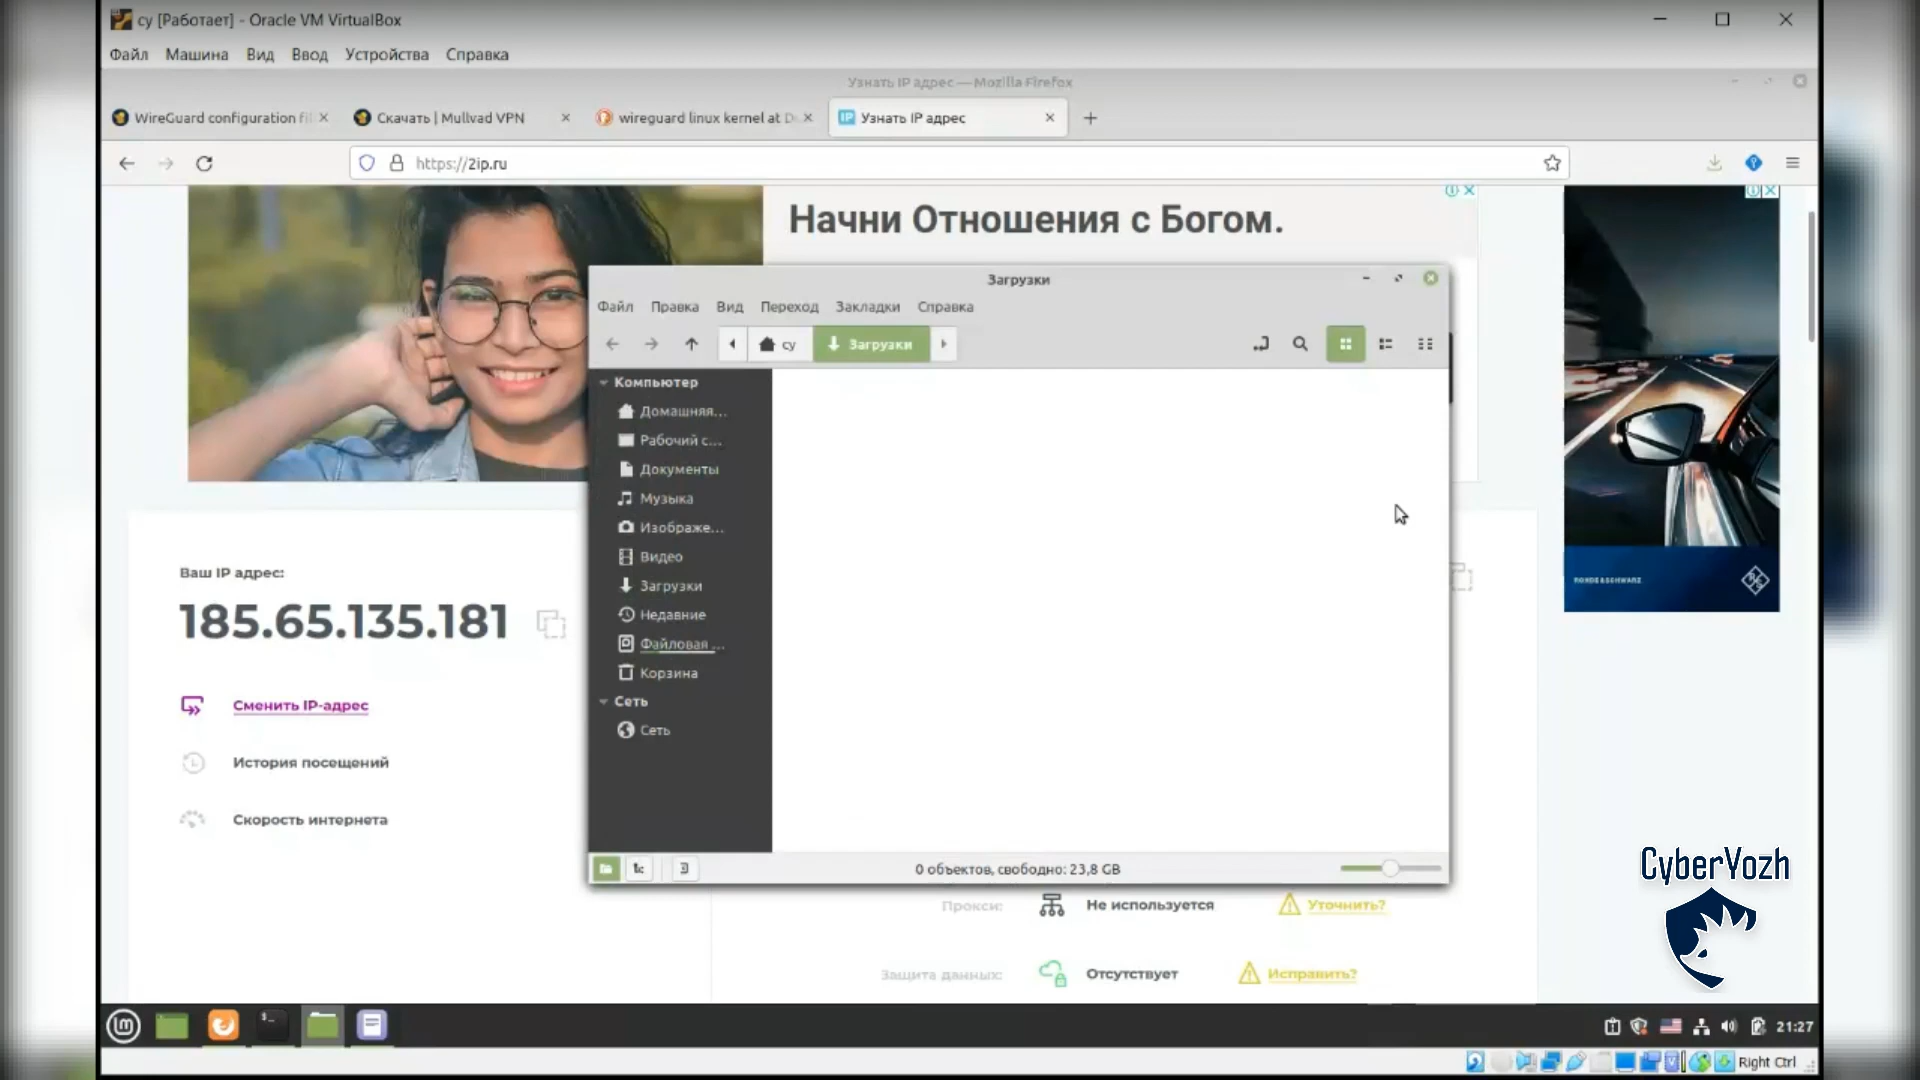 су [Работает] - Oracle VM VirtualBox
Файл Машина Вид Ввод Устройства Справка
Узнать IP адрес — Mozilla Firefox
WireGuard configuration fil
Скачать | Mullvad VPN
wireguard linux kernel at D
IP Узнать IP адрес
https://2ip.ru
Начни Отношения с Богом.
Загрузки
Файл Правка Вид Переход Закладки Справка
су Загрузки
Компьютер
Домашняя...
Рабочий с...
Документы
Музыка
Изображе...
Видео
Загрузки
Недавние
Файловая ...
Корзина
Сеть
Сеть
0 объектов, свободно: 23,8 GB
Ваш IP адрес:
185.65.135.181
Сменить IP-адрес
История посещений
Скорость интернета
Прокси: Не используется Уточнить?
Защита данных: Отсутствует Исправить?
ROHDE & SCHWARZ
CyberYozh
21:27
Right Ctrl